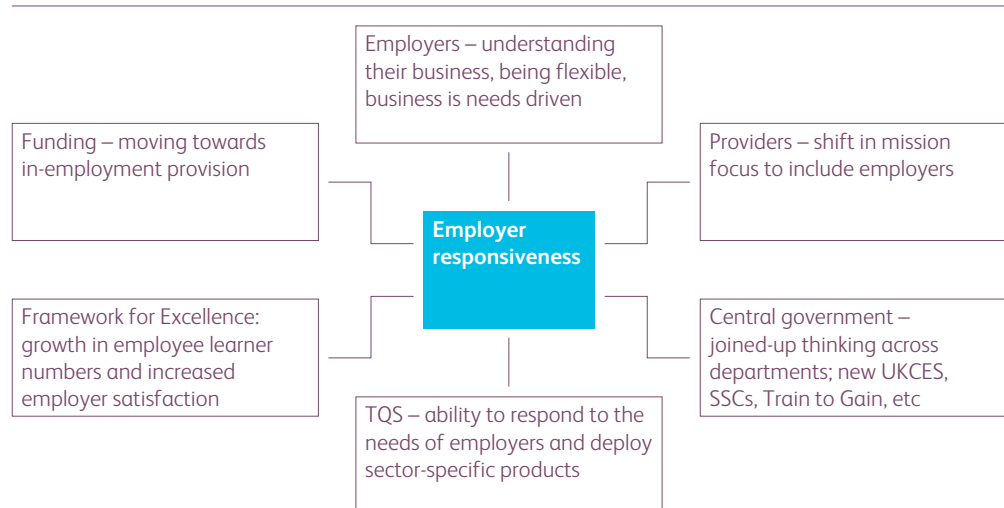 Employers – understanding
their business, being flexible,
business is needs driven
Funding – moving towards
in-employment provision
Providers – shift in mission
focus to include employers
Employer
responsiveness
Framework for Excellence:
growth in employee learner
numbers and increased
employer satisfaction
Central government –
joined-up thinking across
departments; new UKCES,
SSCs, Train to Gain, etc
TQS – ability to respond to the
needs of employers and deploy
sector-specific products